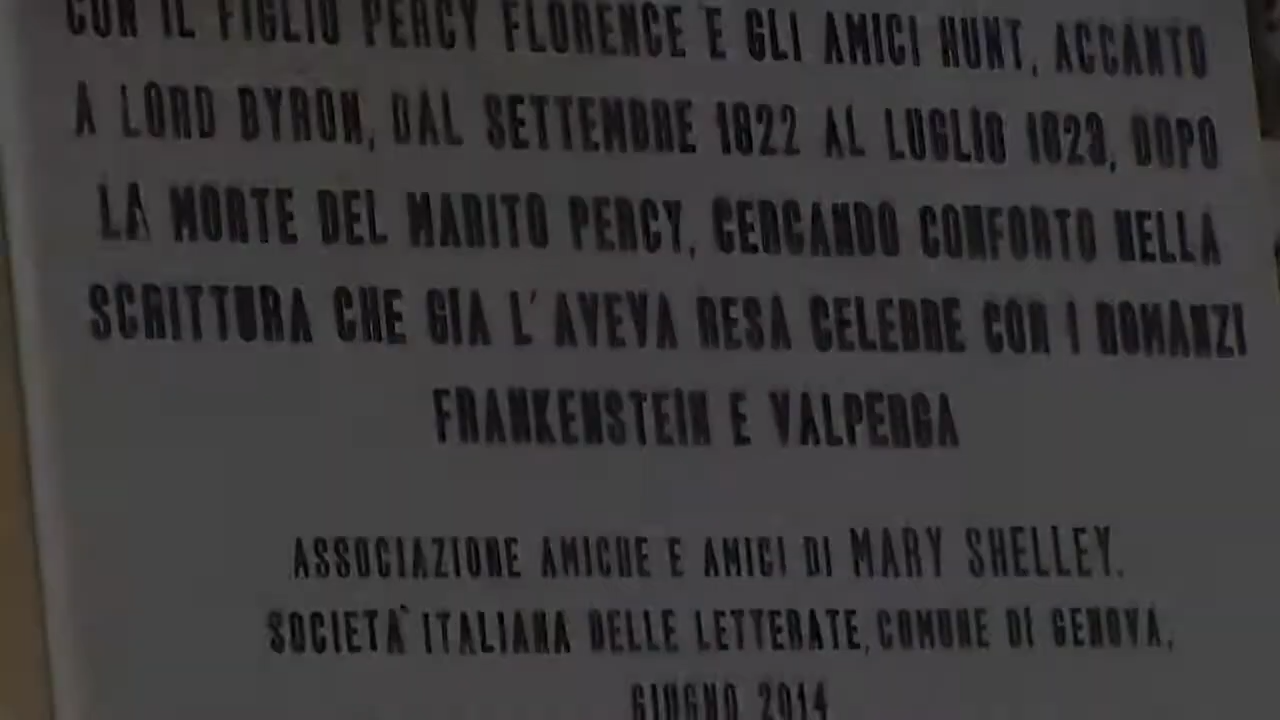 CON IL FIGLIO PERCY FLORENCE E GLI AMICI HUNT, ACCANTO
A LORD BYRON, DAL SETTEMBRE 1822 AL LUGLIO 1823, DOPO
LA MORTE DEL MARITO PERCY, CERCANDO CONFORTO NELLA
SCRITTURA CHE GIA L'AVEVA RESA CELEBRE CON I ROMANZI
FRANKENSTEIN E VALPERGA
ASSOCIAZIONE AMICHE E AMICI DI MARY SHELLEY.
SOCIETÀ ITALIANA DELLE LETTERATE, COMUNE DI GENOVA,
GIUGNO 2014